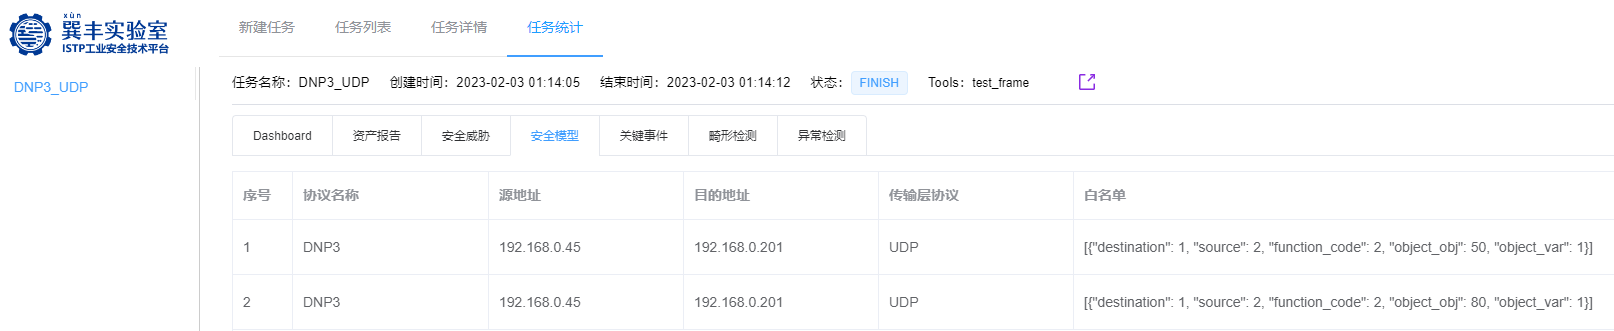 xùn
巽丰实验室
ISTP工业安全技术平台
新建任务 任务列表 任务详情 任务统计
DNP3_UDP
任务名称：DNP3_UDP 创建时间：2023-02-03 01:14:05 结束时间：2023-02-03 01:14:12 状态： FINISH Tools：test_frame
Dashboard 资产报告 安全威胁 安全模型 关键事件 畸形检测 异常检测
序号 协议名称 源地址 目的地址 传输层协议 白名单
1 DNP3 192.168.0.45 192.168.0.201 UDP [{"destination": 1, "source": 2, "function_code": 2, "object_obj": 50, "object_var": 1}]
2 DNP3 192.168.0.45 192.168.0.201 UDP [{"destination": 1, "source": 2, "function_code": 2, "object_obj": 80, "object_var": 1}]